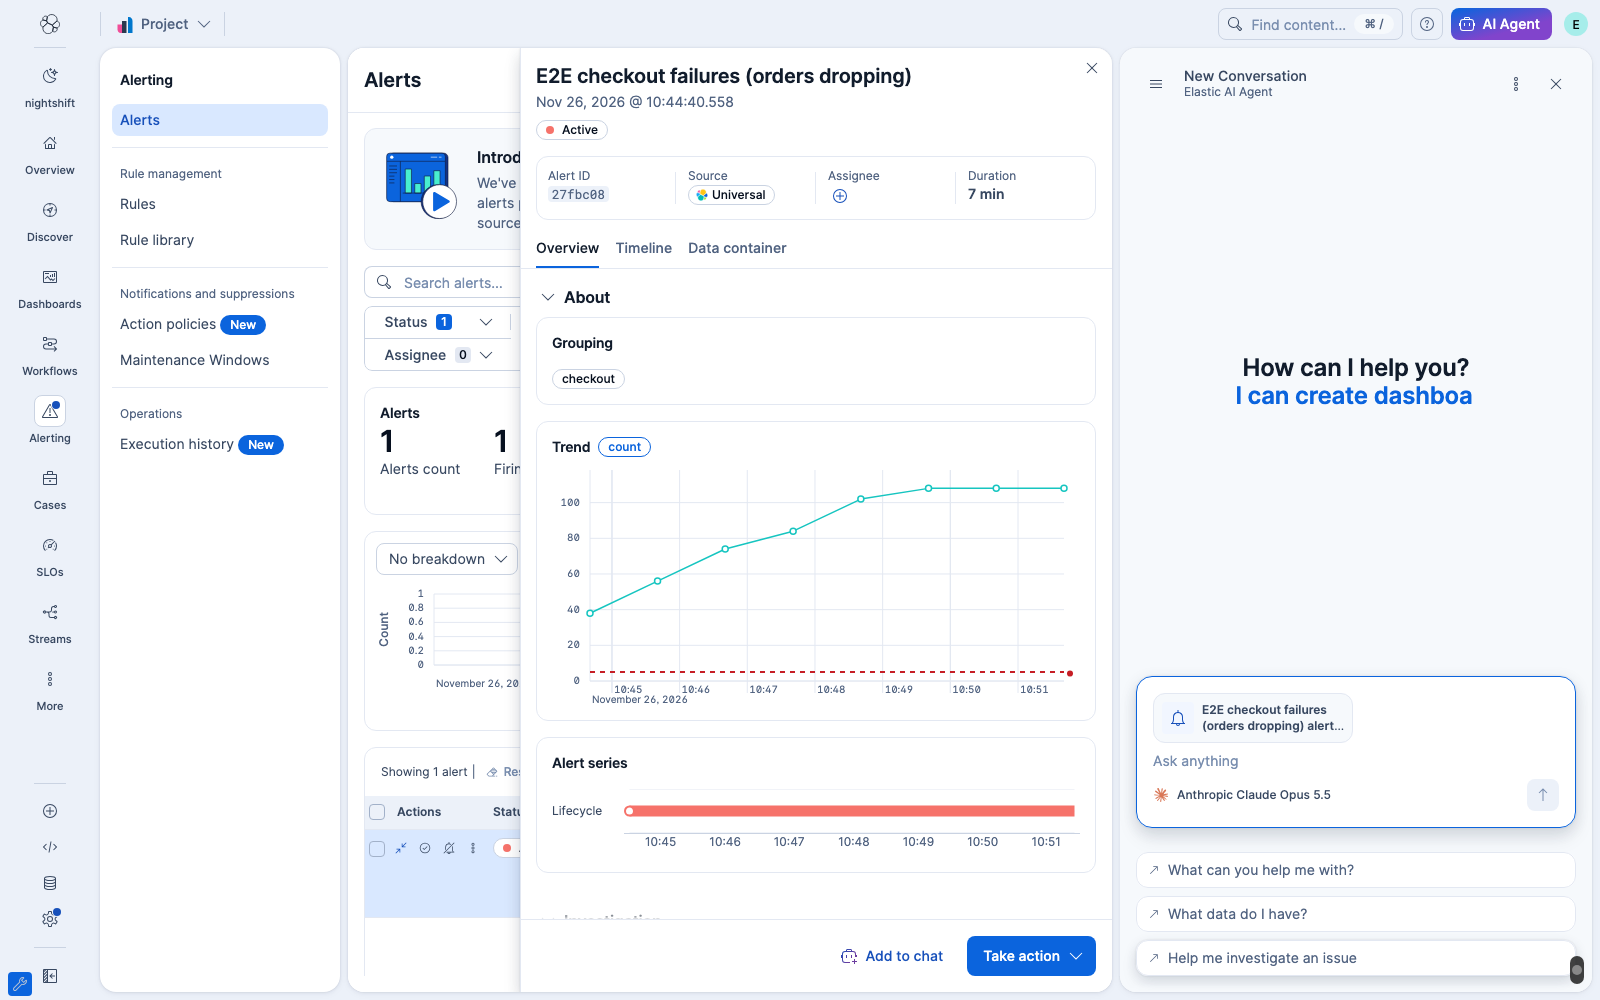 Project
Find content...
⌘ /
AI Agent
E
nightshift
Overview
Discover
Dashboards
Workflows
Alerting
Cases
SLOs
Streams
More
Alerting
Alerts
Rule management
Rules
Rule library
Notifications and suppressions
Action policies New
Maintenance Windows
Operations
Execution history New
Alerts
Introd
We've
alerts
source
Search alerts...
Status 1
Assignee 0
Alerts
1
Alerts count
1
Firin
No breakdown
Count
1
0.8
0.6
0.4
0.2
0
November 26, 20
Showing 1 alert
Res
Actions
Statu
E2E checkout failures (orders dropping)
Nov 26, 2026 @ 10:44:40.558
Active
Alert ID
27fbc08
Source
Universal
Assignee
Duration
7 min
Overview
Timeline
Data container
About
Grouping
checkout
Trend
count
100
80
60
40
20
0
10:45
10:46
10:47
10:48
10:49
10:50
10:51
November 26, 2026
Alert series
Lifecycle
10:45
10:46
10:47
10:48
10:49
10:50
10:51
Investigation
Add to chat
Take action
New Conversation
Elastic AI Agent
How can I help you?
I can create dashboa
E2E checkout failures
(orders dropping) alert...
Ask anything
Anthropic Claude Opus 5.5
What can you help me with?
What data do I have?
Help me investigate an issue